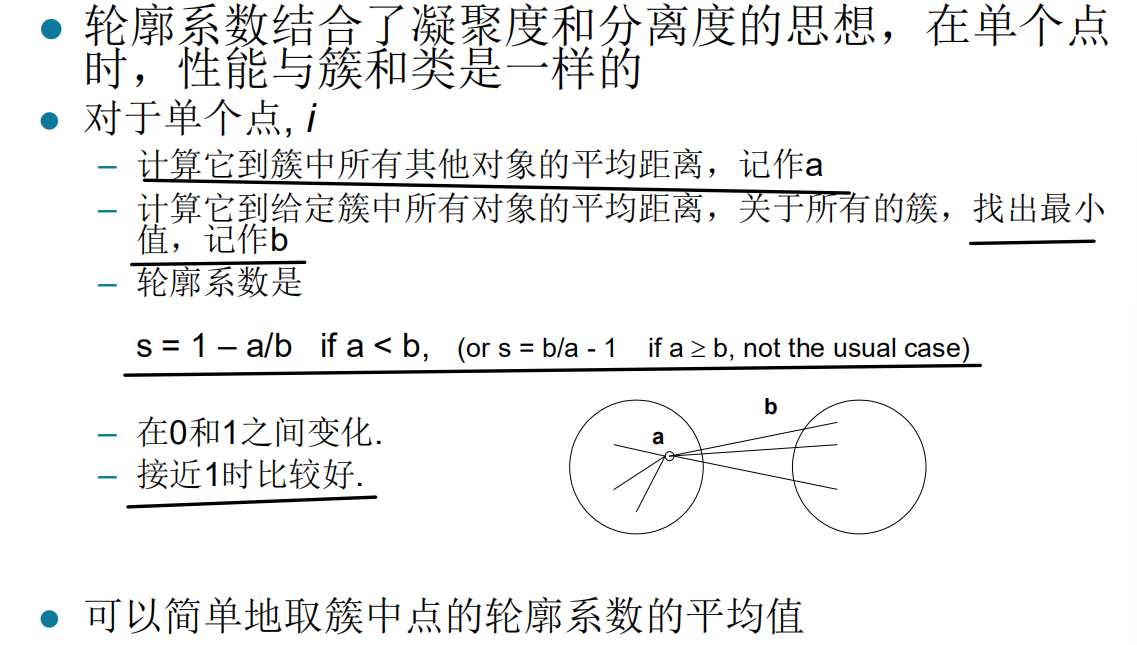 轮廓系数结合了凝聚度和分离度的思想，在单个点
时，性能与簇和类是一样的
对于单个点, i
– 计算它到簇中所有其他对象的平均距离，记作a
– 计算它到给定簇中所有对象的平均距离，关于所有的簇，找出最小
值，记作b
– 轮廓系数是
s = 1 – a/b if a < b, (or s = b/a - 1 if a ≥ b, not the usual case)
– 在0和1之间变化.
– 接近1时比较好.
b
a
可以简单地取簇中点的轮廓系数的平均值